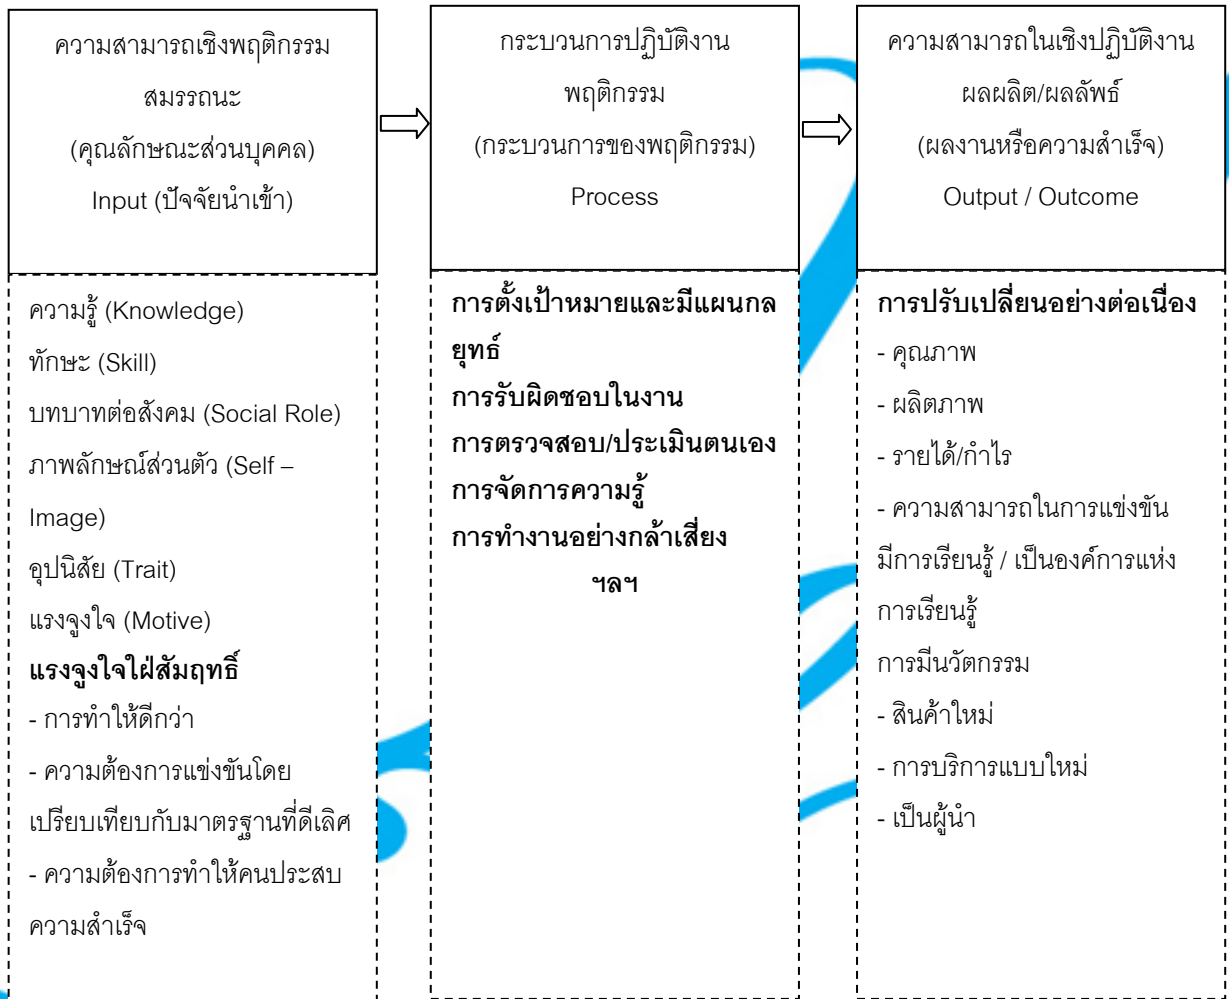 ความสามารถเชิงพฤติกรรม
สมรรถนะ
(คุณลักษณะส่วนบุคคล)
Input (ปัจจัยนำเข้า)
กระบวนการปฏิบัติงาน
พฤติกรรม
(กระบวนการของพฤติกรรม)
Process
ความสามารถในเชิงปฏิบัติงาน
ผลผลิต/ผลลัพธ์
(ผลงานหรือความสำเร็จ)
Output / Outcome
ความรู้ (Knowledge)
ทักษะ (Skill)
บทบาทต่อสังคม (Social Role)
ภาพลักษณ์ส่วนตัว (Self –
Image)
อุปนิสัย (Trait)
แรงจูงใจ (Motive)
แรงจูงใจใฝ่สัมฤทธิ์
- การทำให้ดีกว่า
- ความต้องการแข่งขันโดย
เปรียบเทียบกับมาตรฐานที่ดีเลิศ
- ความต้องการทำให้คนประสบ
ความสำเร็จ
การตั้งเป้าหมายและมีแผนกล
ยุทธ์
การรับผิดชอบในงาน
การตรวจสอบ/ประเมินตนเอง
การจัดการความรู้
การทำงานอย่างกล้าเสี่ยง
ฯลฯ
การปรับเปลี่ยนอย่างต่อเนื่อง
- คุณภาพ
- ผลิตภาพ
- รายได้/กำไร
- ความสามารถในการแข่งขัน
มีการเรียนรู้ / เป็นองค์การแห่ง
การเรียนรู้
การมีนวัตกรรม
- สินค้าใหม่
- การบริการแบบใหม่
- เป็นผู้นำ